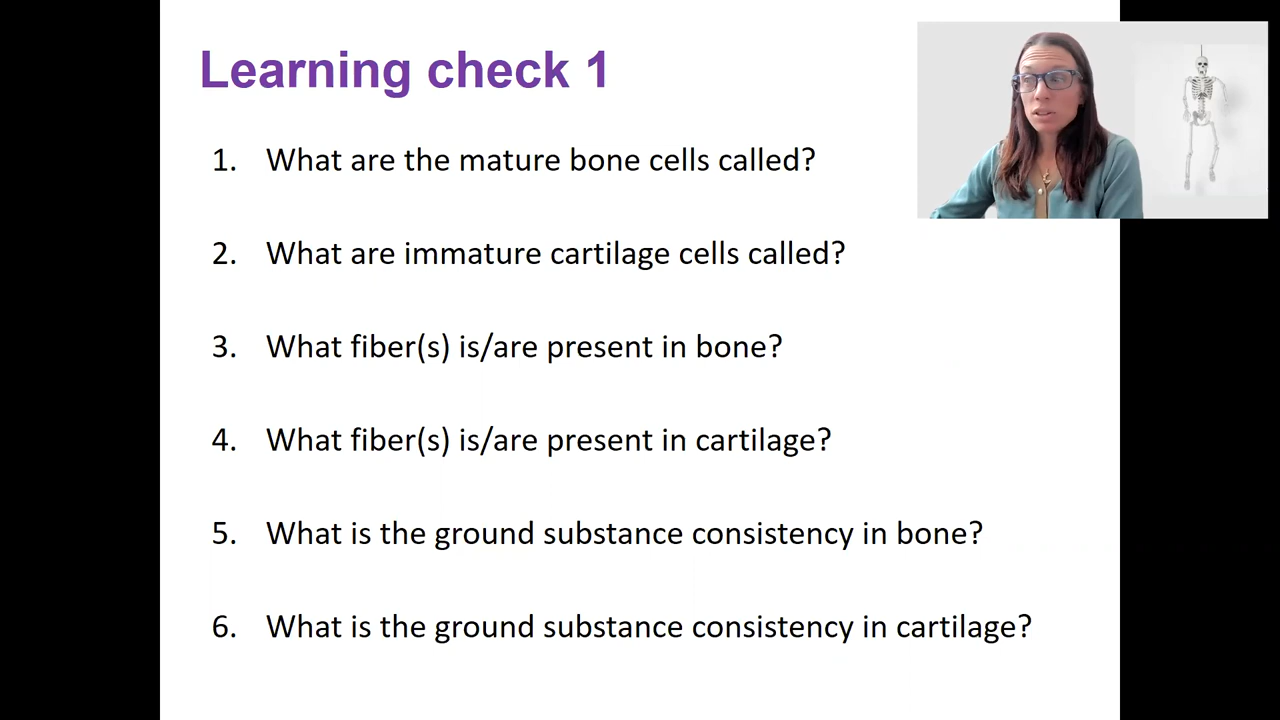 Learning check 1
1. What are the mature bone cells called?
2. What are immature cartilage cells called?
3. What fiber(s) is/are present in bone?
4. What fiber(s) is/are present in cartilage?
5. What is the ground substance consistency in bone?
6. What is the ground substance consistency in cartilage?